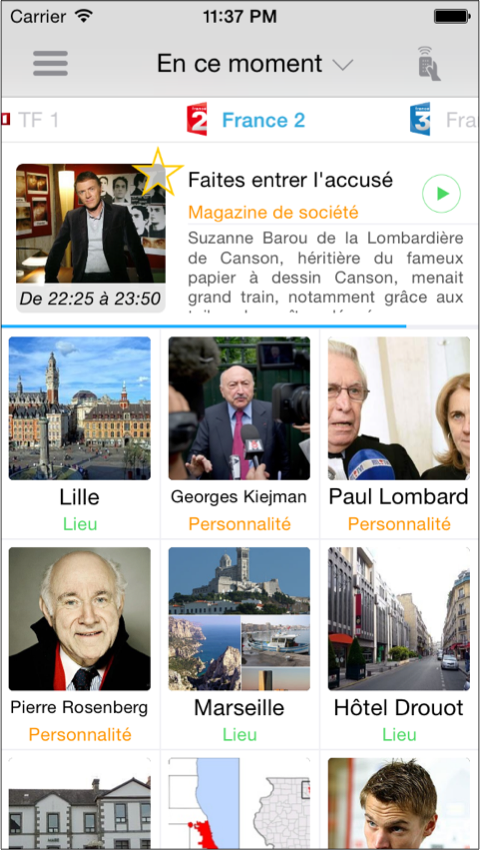 Carrier 11:37 PM
En ce moment
TF 1
2 France 2
3 Fra
Faites entrer l'accusé
Magazine de société
Suzanne Barou de la Lombardière
de Canson, héritière du fameux
papier à dessin Canson, menait
grand train, notamment grâce aux
De 22:25 à 23:50
Lille
Lieu
Georges Kiejman
Personnalité
Paul Lombard
Personnalité
Pierre Rosenberg
Personnalité
Marseille
Lieu
Hôtel Drouot
Lieu